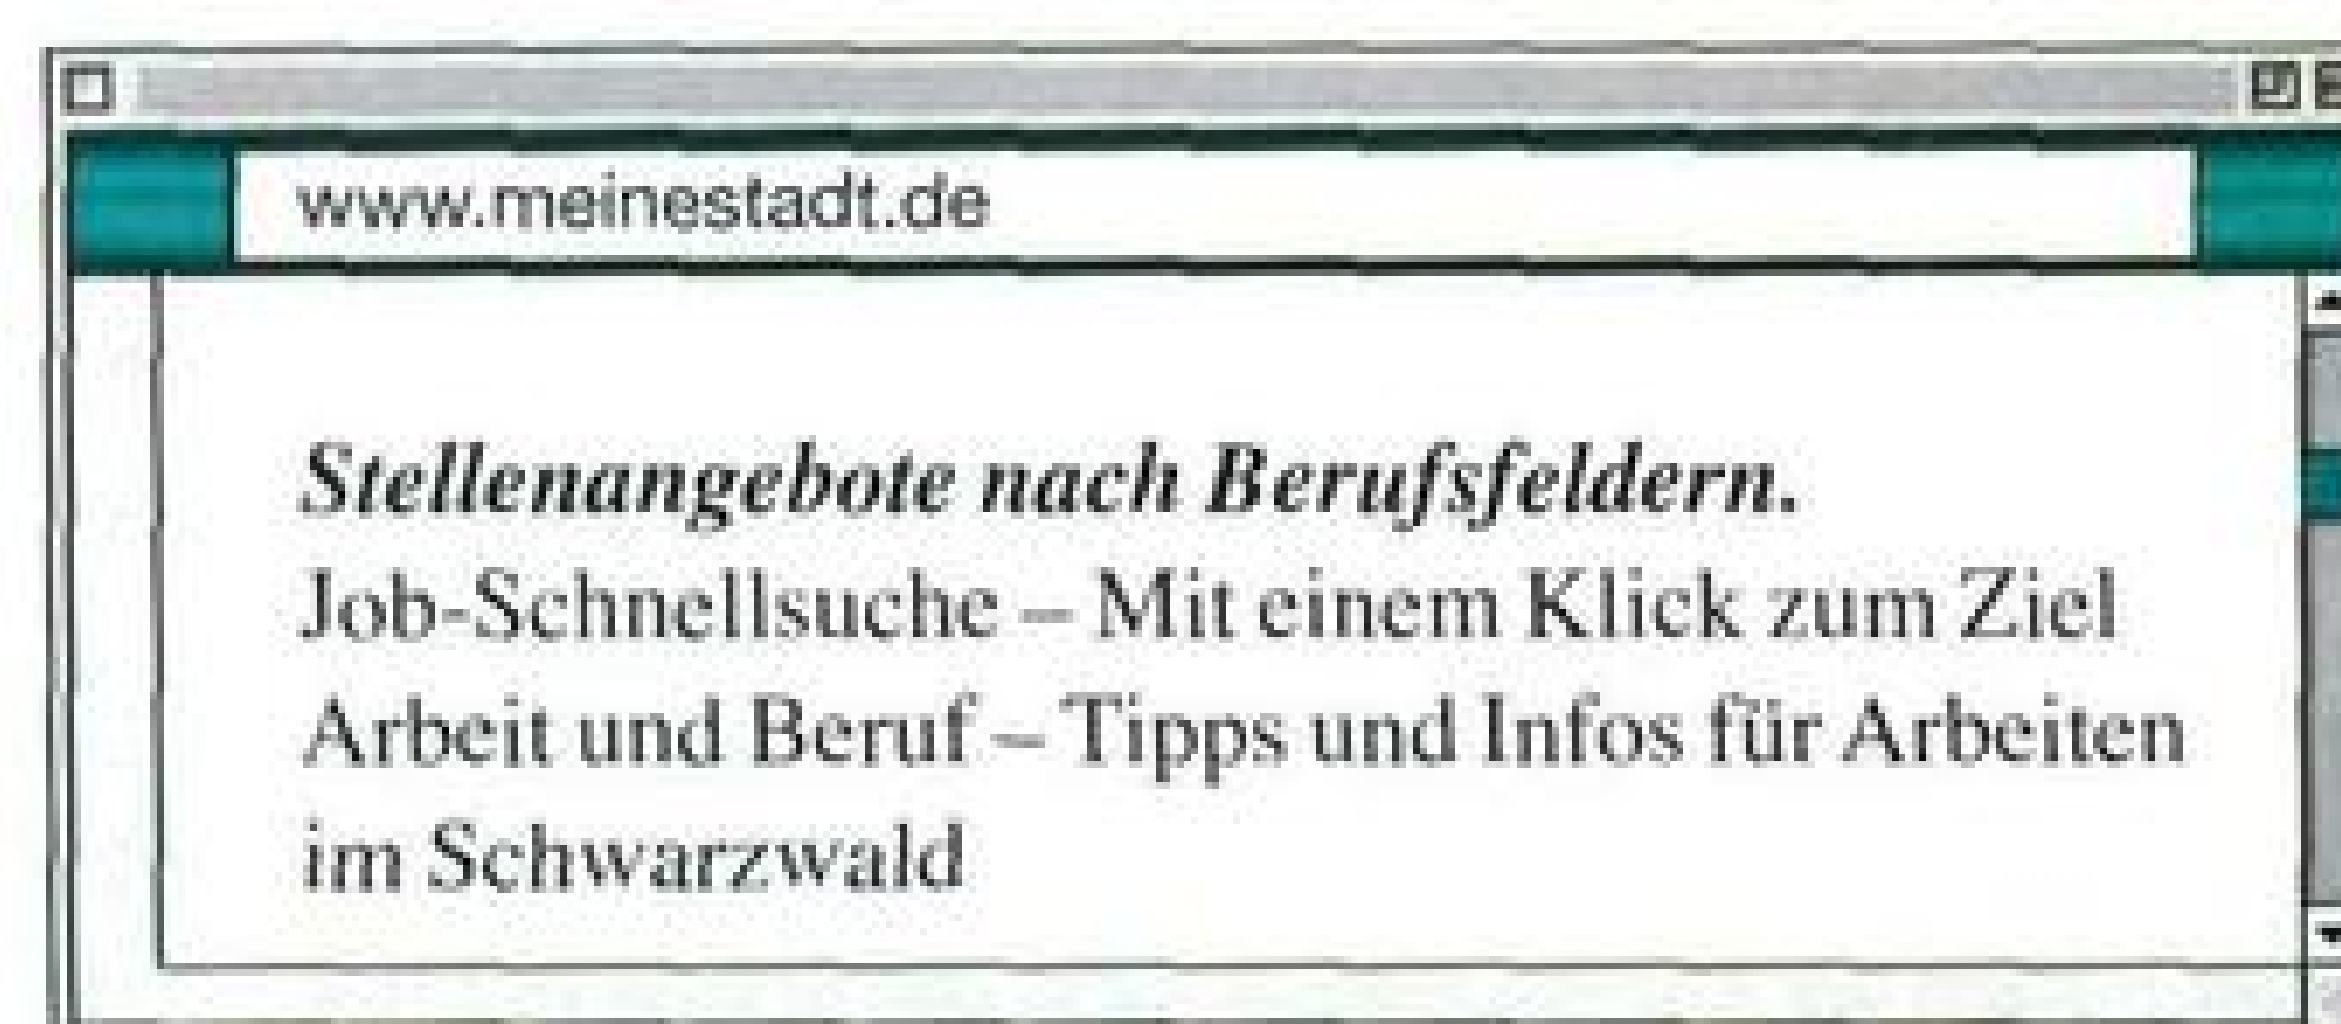 www.meinestadt.de
Stellenangebote nach Berufsfeldern.
Job-Schnellsuche – Mit einem Klick zum Ziel
Arbeit und Beruf – Tipps und Infos für Arbeiten
im Schwarzwald